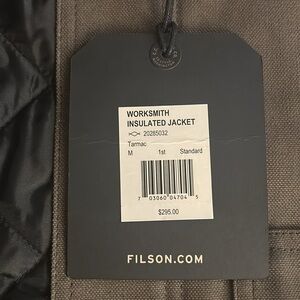 WORKSMITH
INSULATED JACKET
20285032
Tarmac
M 1st Standard
7 03060 04704 5
$295.00
FILSON.COM